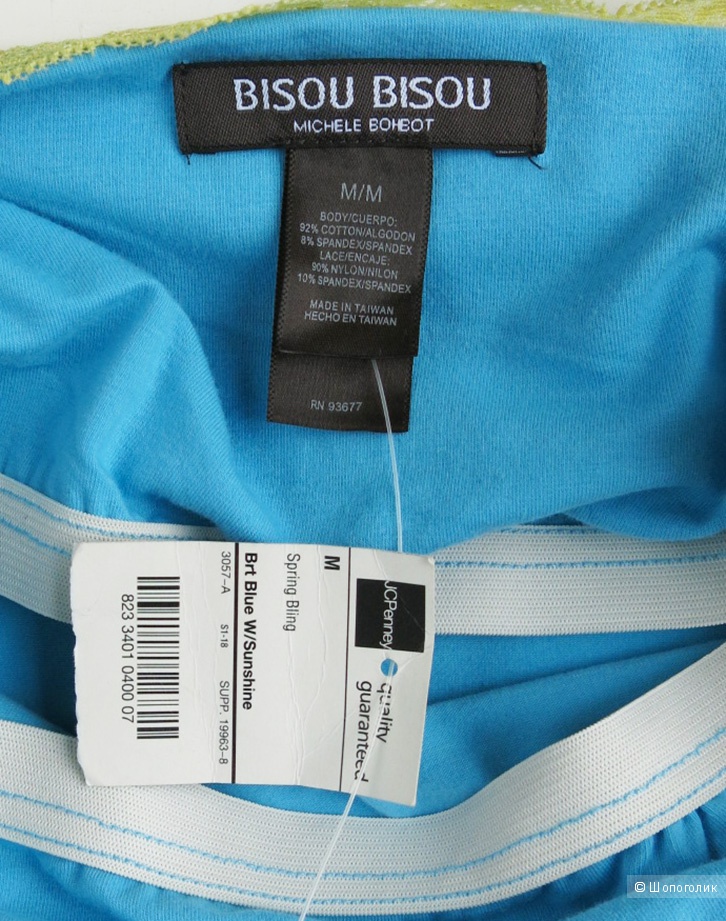 BISOU BISOU
MICHELE BOHBOT
M/M
BODY/CUERPO:
92% COTTON/ALGODON
8% SPANDEX/SPANDEX
LACE/ENCAJE:
90% NYLON/NILON
10% SPANDEX/SPANDEX
MADE IN TAIWAN
HECHO EN TAIWAN
RN 93677
JCPenney
quality
guaranteed
M
Spring Bling
Brt Blue W/Sunshine
3057-A S1-18 SUPP. 19963-8
823 3401 0400 07
© Шопоголик